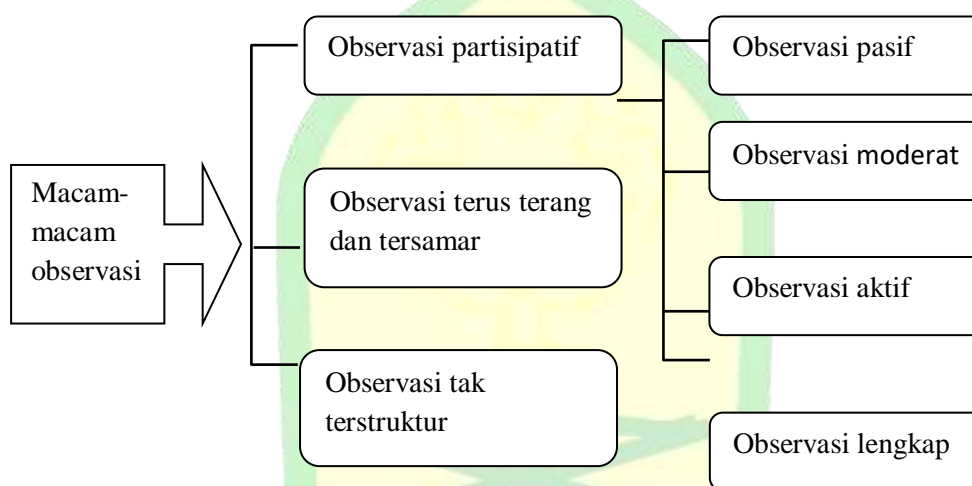 Macam-
macam
observasi
Observasi partisipatif
Observasi terus terang
dan tersamar
Observasi tak
terstruktur
Observasi pasif
Observasi moderat
Observasi aktif
Observasi lengkap